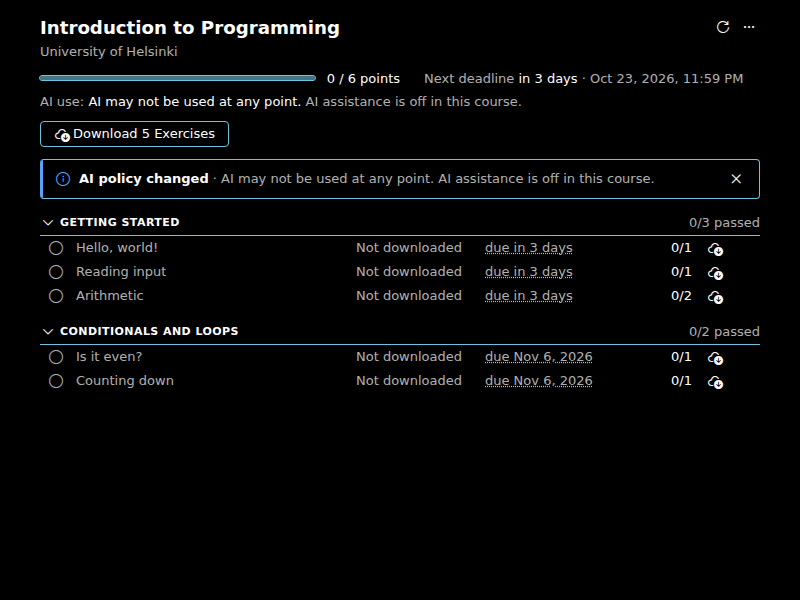 Introduction to Programming
University of Helsinki
0 / 6 points Next deadline in 3 days · Oct 23, 2026, 11:59 PM
AI use: AI may not be used at any point. AI assistance is off in this course.
Download 5 Exercises
AI policy changed · AI may not be used at any point. AI assistance is off in this course.
GETTING STARTED 0/3 passed
Hello, world! Not downloaded due in 3 days 0/1
Reading input Not downloaded due in 3 days 0/1
Arithmetic Not downloaded due in 3 days 0/2
CONDITIONALS AND LOOPS 0/2 passed
Is it even? Not downloaded due Nov 6, 2026 0/1
Counting down Not downloaded due Nov 6, 2026 0/1